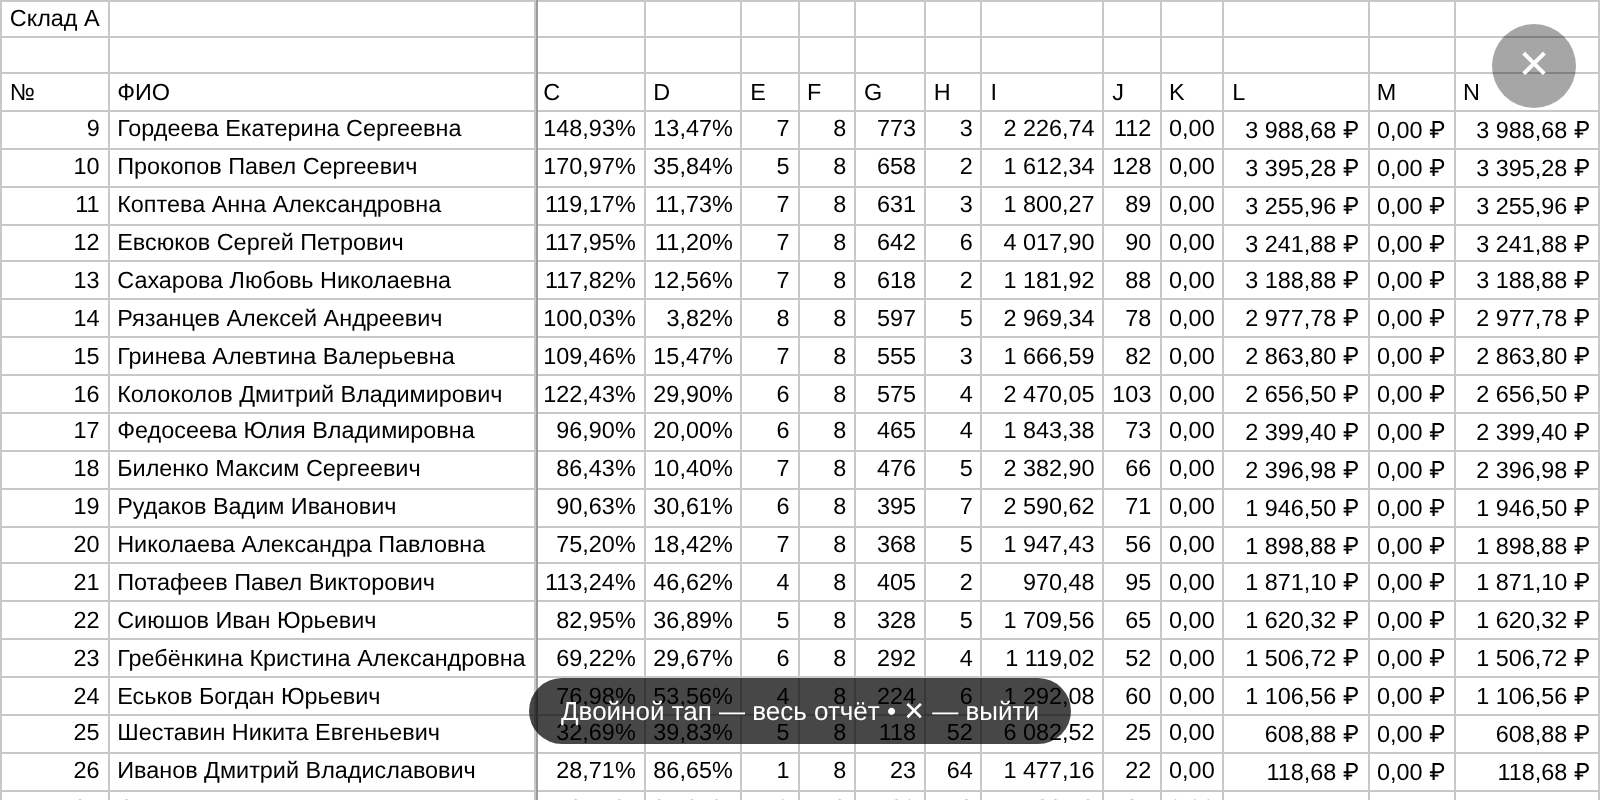 Склад А
№ ФИО C D E F G H I J K L M N
9 Гордеева Екатерина Сергеевна 148,93% 13,47% 7 8 773 3 2 226,74 112 0,00 3 988,68 ₽ 0,00 ₽ 3 988,68 ₽
10 Прокопов Павел Сергеевич 170,97% 35,84% 5 8 658 2 1 612,34 128 0,00 3 395,28 ₽ 0,00 ₽ 3 395,28 ₽
11 Коптева Анна Александровна 119,17% 11,73% 7 8 631 3 1 800,27 89 0,00 3 255,96 ₽ 0,00 ₽ 3 255,96 ₽
12 Евсюков Сергей Петрович 117,95% 11,20% 7 8 642 6 4 017,90 90 0,00 3 241,88 ₽ 0,00 ₽ 3 241,88 ₽
13 Сахарова Любовь Николаевна 117,82% 12,56% 7 8 618 2 1 181,92 88 0,00 3 188,88 ₽ 0,00 ₽ 3 188,88 ₽
14 Рязанцев Алексей Андреевич 100,03% 3,82% 8 8 597 5 2 969,34 78 0,00 2 977,78 ₽ 0,00 ₽ 2 977,78 ₽
15 Гринева Алевтина Валерьевна 109,46% 15,47% 7 8 555 3 1 666,59 82 0,00 2 863,80 ₽ 0,00 ₽ 2 863,80 ₽
16 Колоколов Дмитрий Владимирович 122,43% 29,90% 6 8 575 4 2 470,05 103 0,00 2 656,50 ₽ 0,00 ₽ 2 656,50 ₽
17 Федосеева Юлия Владимировна 96,90% 20,00% 6 8 465 4 1 843,38 73 0,00 2 399,40 ₽ 0,00 ₽ 2 399,40 ₽
18 Биленко Максим Сергеевич 86,43% 10,40% 7 8 476 5 2 382,90 66 0,00 2 396,98 ₽ 0,00 ₽ 2 396,98 ₽
19 Рудаков Вадим Иванович 90,63% 30,61% 6 8 395 7 2 590,62 71 0,00 1 946,50 ₽ 0,00 ₽ 1 946,50 ₽
20 Николаева Александра Павловна 75,20% 18,42% 7 8 368 5 1 947,43 56 0,00 1 898,88 ₽ 0,00 ₽ 1 898,88 ₽
21 Потафеев Павел Викторович 113,24% 46,62% 4 8 405 2 970,48 95 0,00 1 871,10 ₽ 0,00 ₽ 1 871,10 ₽
22 Сиюшов Иван Юрьевич 82,95% 36,89% 5 8 328 5 1 709,56 65 0,00 1 620,32 ₽ 0,00 ₽ 1 620,32 ₽
23 Гребёнкина Кристина Александровна 69,22% 29,67% 6 8 292 4 1 119,02 52 0,00 1 506,72 ₽ 0,00 ₽ 1 506,72 ₽
24 Еськов Богдан Юрьевич 76,98% 53,56% 4 8 224 6 1 292,08 60 0,00 1 106,56 ₽ 0,00 ₽ 1 106,56 ₽
Двойной тап — весь отчёт • ✕ — выйти
25 Шеставин Никита Евгеньевич 32,69% 39,83% 5 8 118 52 6 082,52 25 0,00 608,88 ₽ 0,00 ₽ 608,88 ₽
26 Иванов Дмитрий Владиславович 28,71% 86,65% 1 8 23 64 1 477,16 22 0,00 118,68 ₽ 0,00 ₽ 118,68 ₽